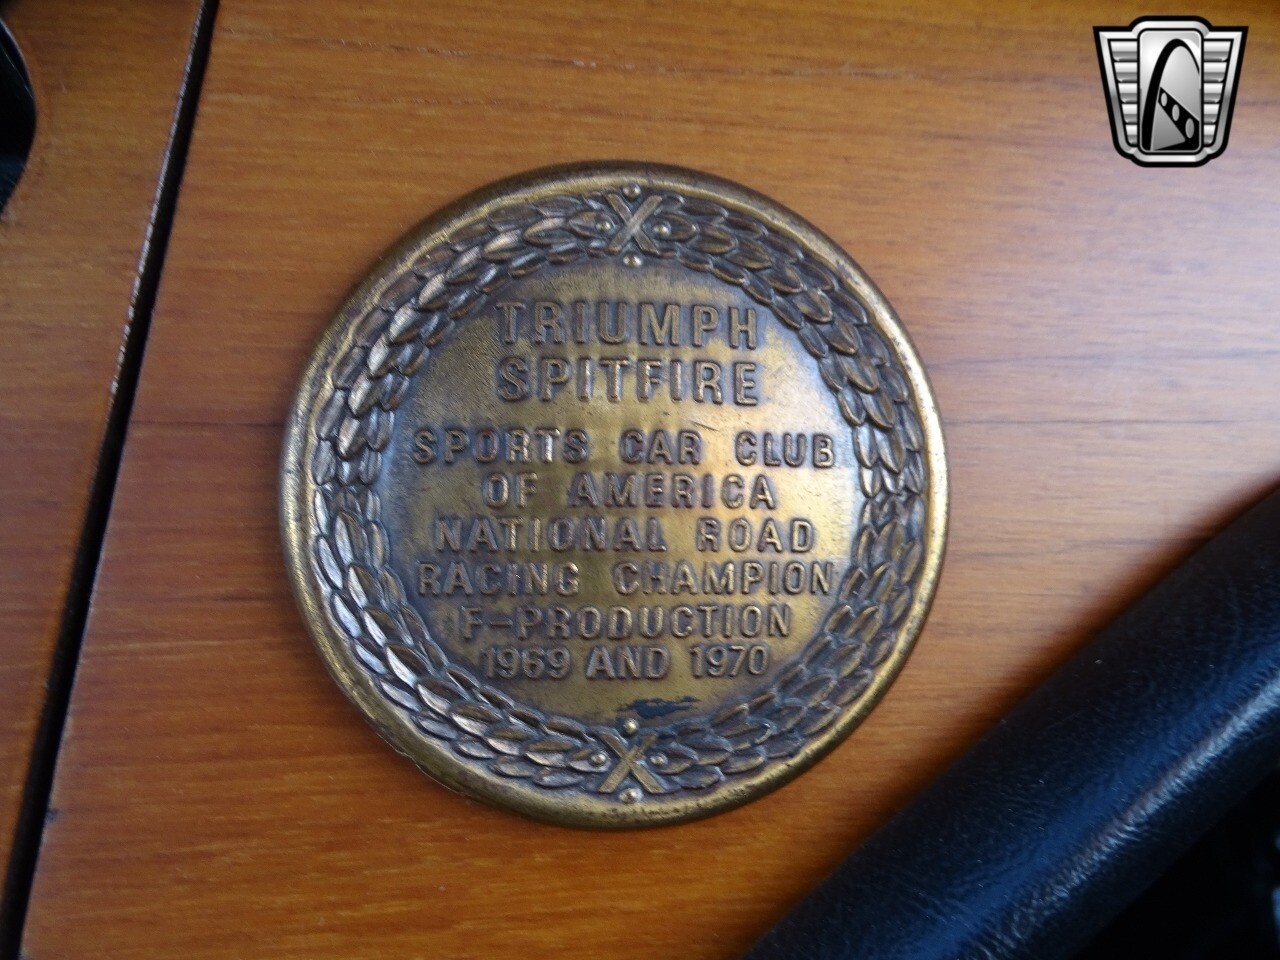 TRIUMPH
SPITFIRE
SPORTS CAR CLUB
OF AMERICA
NATIONAL ROAD
RACING CHAMPION
F-PRODUCTION
1969 AND 1970